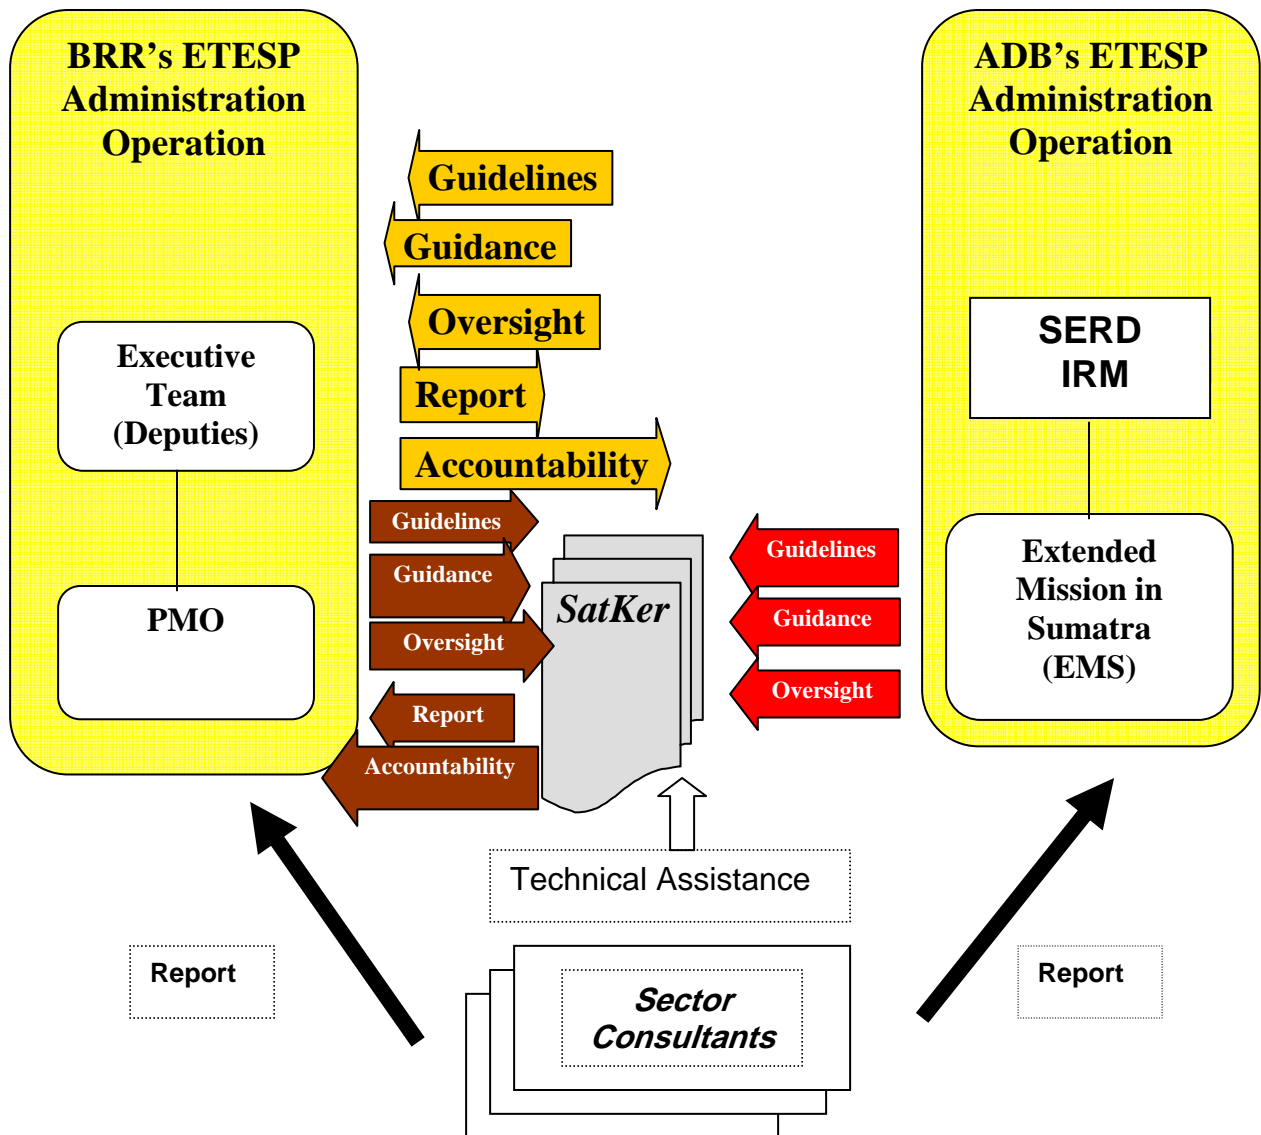 BRR's ETESP
Administration
Operation
ADB's ETESP
Administration
Operation
Guidelines
Guidance
Oversight
Report
Accountability
Executive
Team
(Deputies)
PMO
SERD
IRM
Extended
Mission in
Sumatra
(EMS)
Guidelines
Guidance
Oversight
Report
Accountability
SatKer
Guidelines
Guidance
Oversight
Technical Assistance
Report
Report
Sector
Consultants